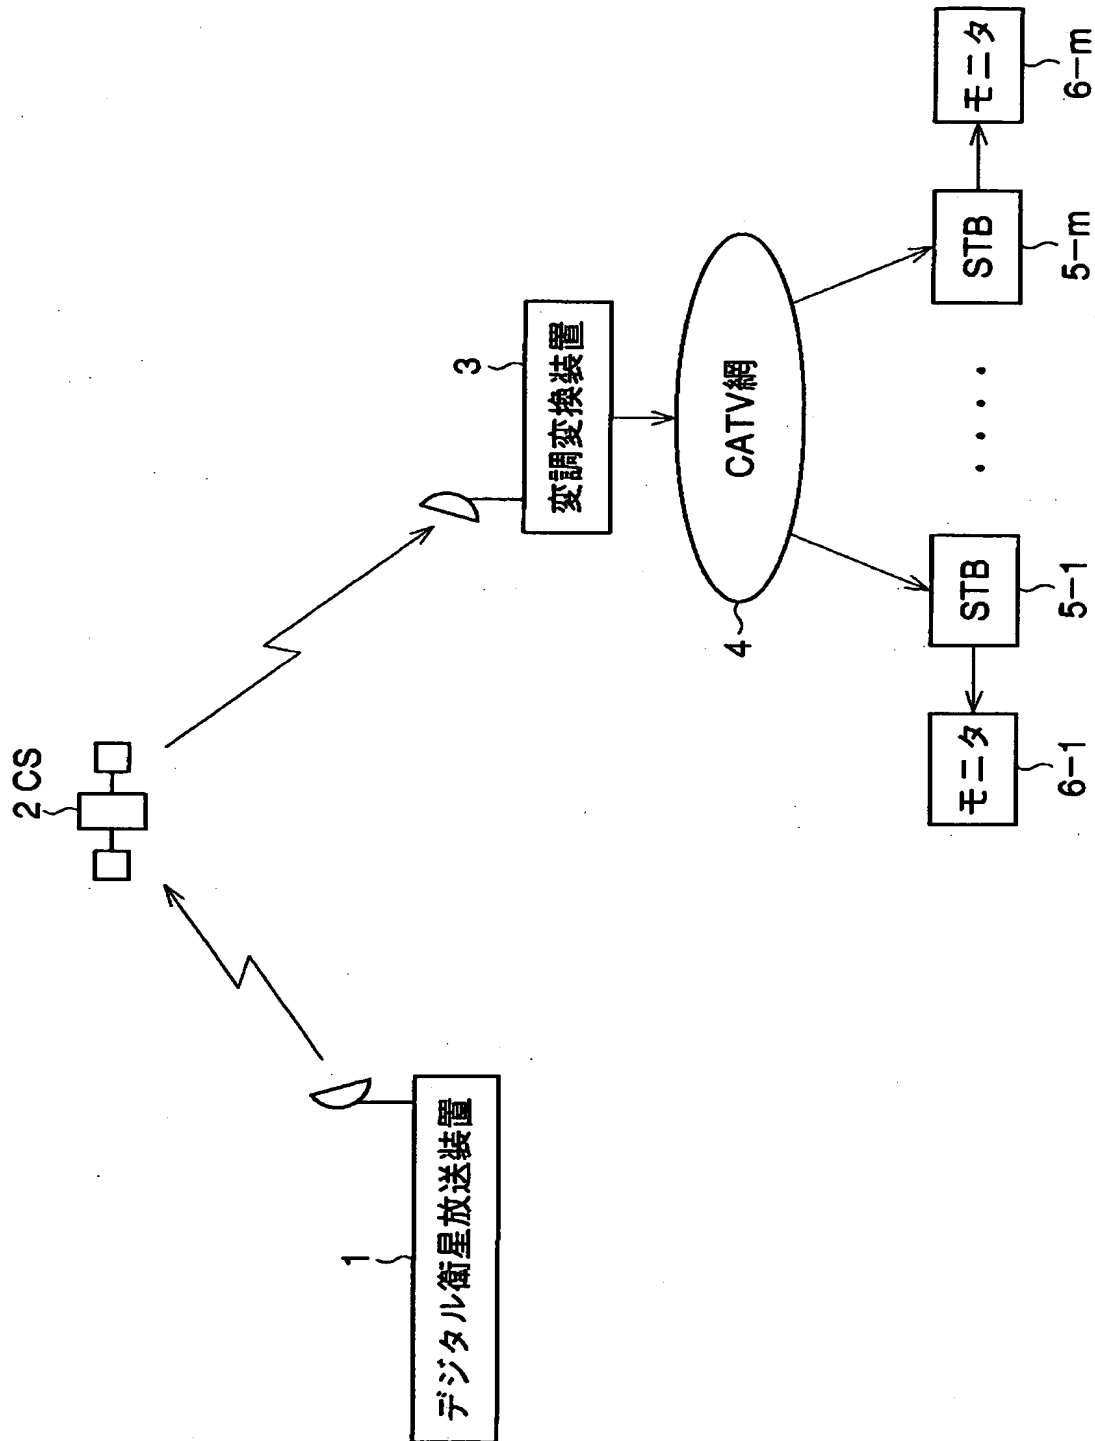 2 CS
1
デジタル衛星放送装置
3
変調変換装置
4
CATV網
STB
5-1
・・・・
STB
5-m
モニタ
6-1
モニタ
6-m